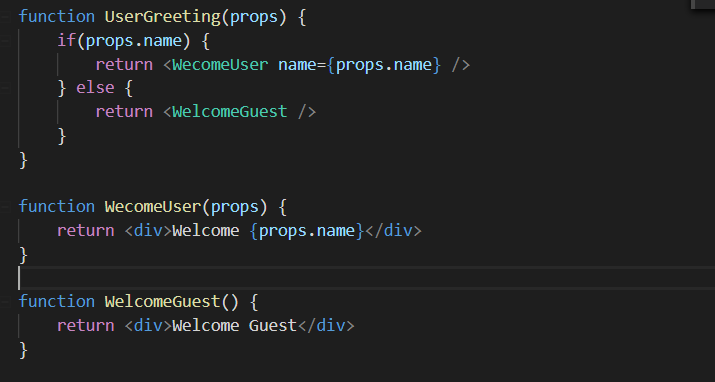 function UserGreeting(props) {
    if(props.name) {
        return <WecomeUser name={props.name} />
    } else {
        return <WelcomeGuest />
    }
}

function WecomeUser(props) {
    return <div>Welcome {props.name}</div>
}

function WelcomeGuest() {
    return <div>Welcome Guest</div>
}